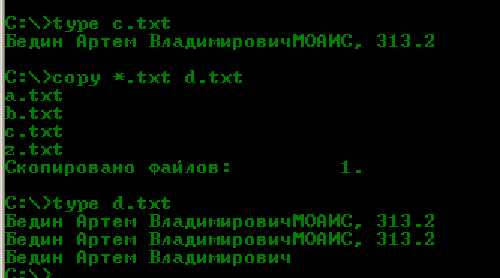 C:\>type c.txt
Бедин Артем ВладимировичМОАИС, 313.2
C:\>copy *.txt d.txt
a.txt
b.txt
c.txt
z.txt
Скопировано файлов: 1.
C:\>type d.txt
Бедин Артем ВладимировичМОАИС, 313.2
Бедин Артем ВладимировичМОАИС, 313.2
Бедин Артем Владимирович
C:\>